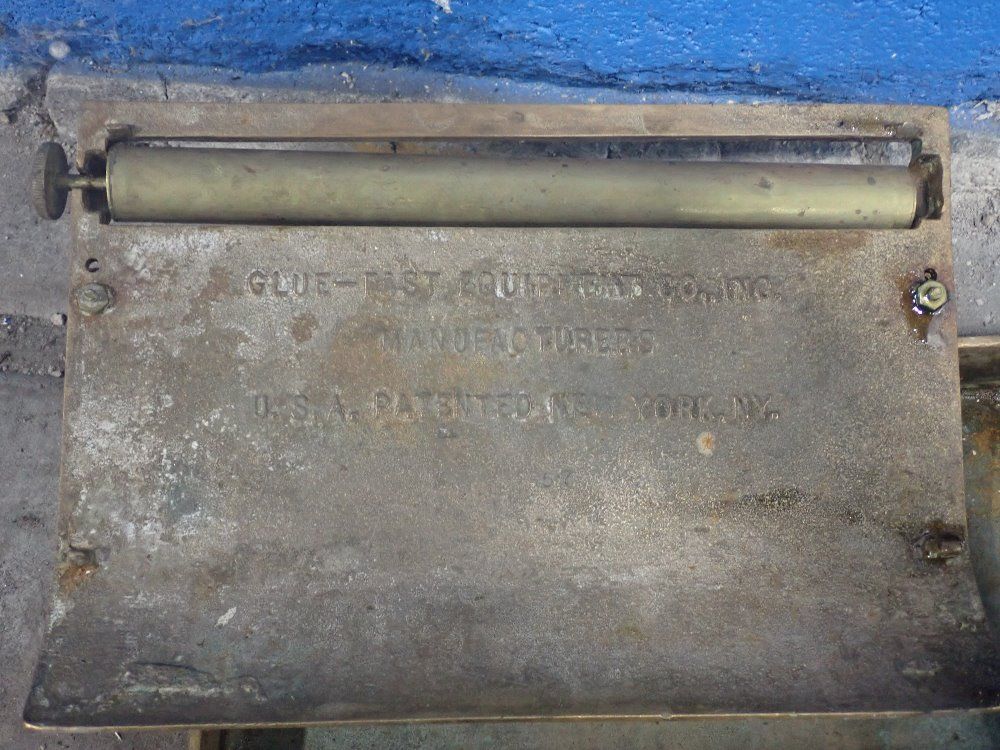 GLUE-FAST EQUIPMENT CO., INC.
MANUFACTURERS
U.S.A. PATENTED NEW YORK, NY.